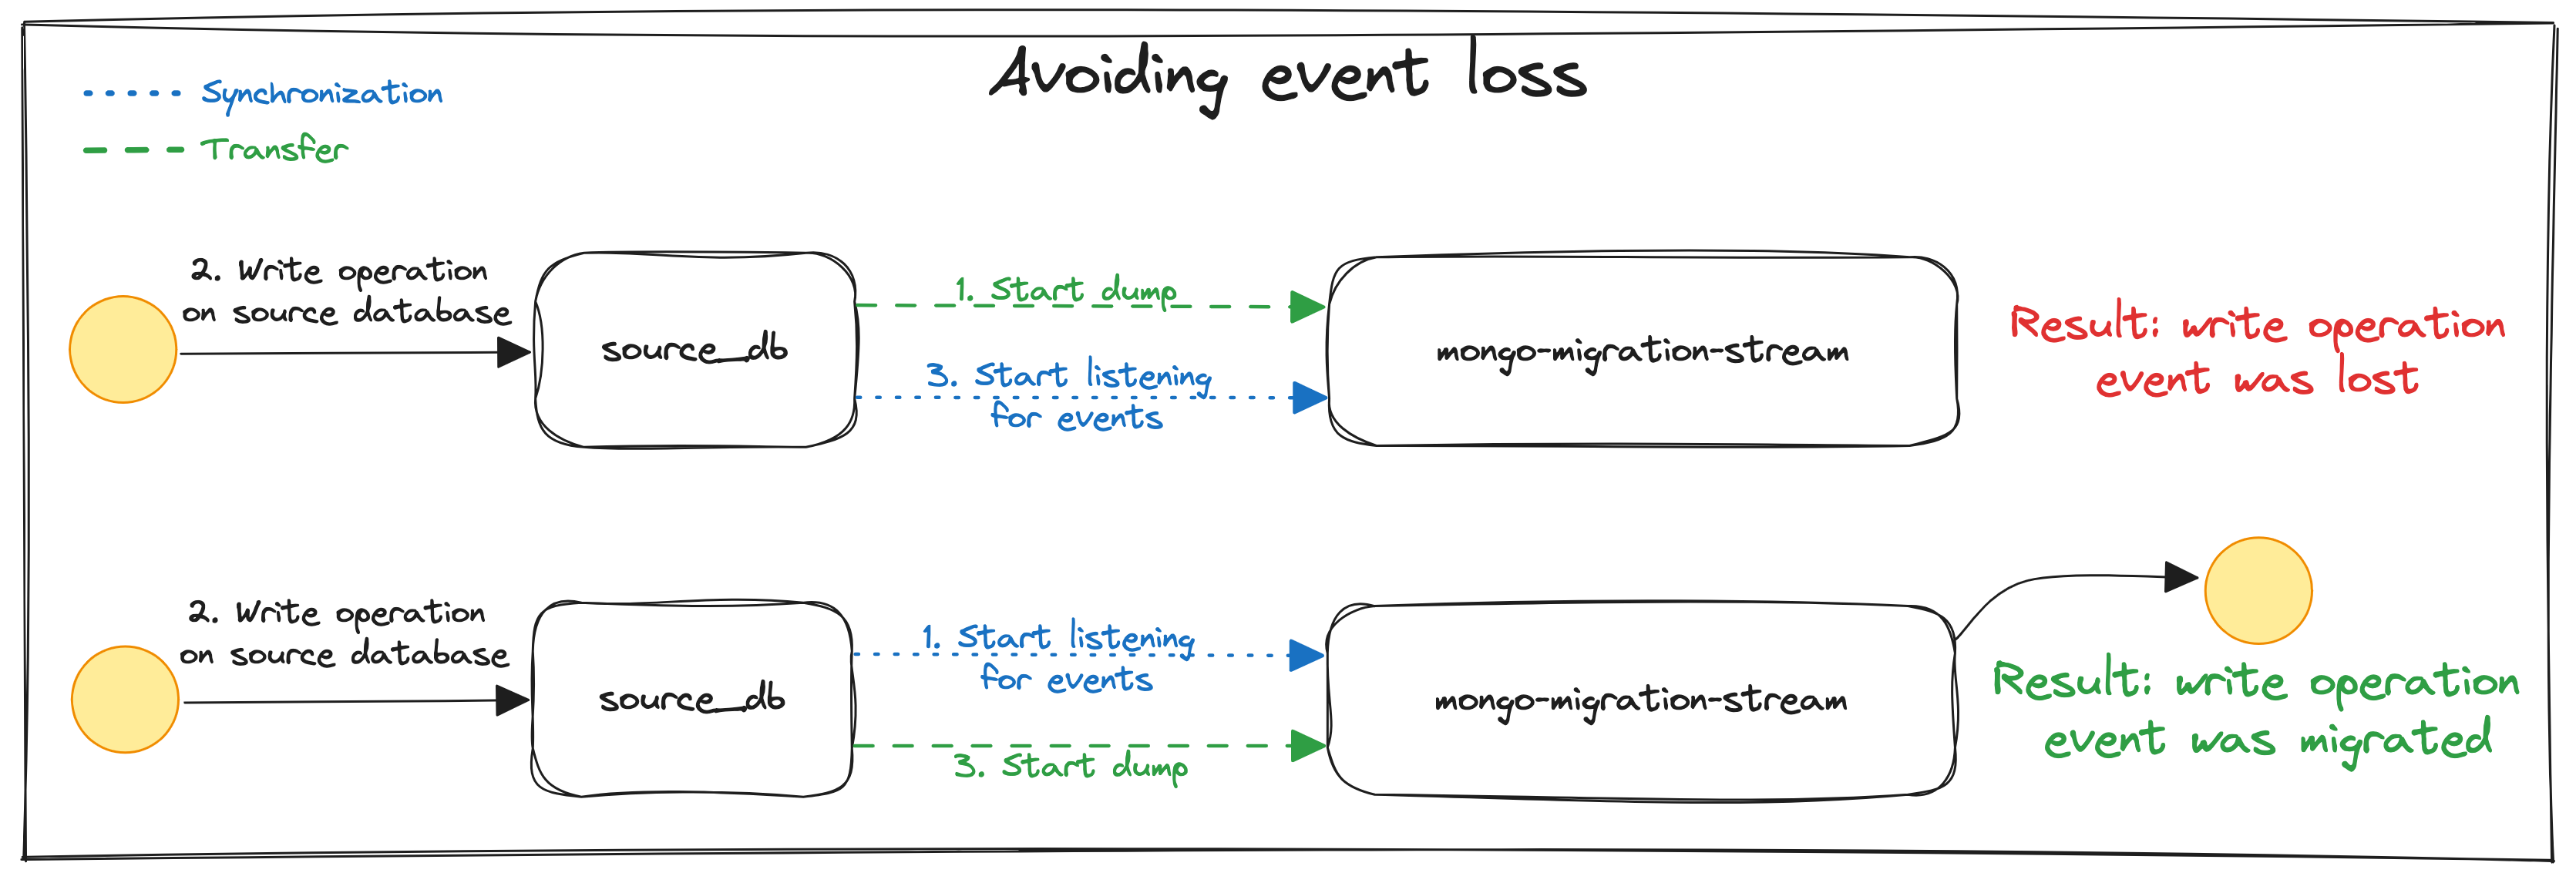 Avoiding event loss
Synchronization
Transfer
2. Write operation
on source database
source_db
1. Start dump
3. Start listening
for events
mongo-migration-stream
Result: write operation
event was lost
2. Write operation
on source database
source_db
1. Start listening
for events
3. Start dump
mongo-migration-stream
Result: write operation
event was migrated